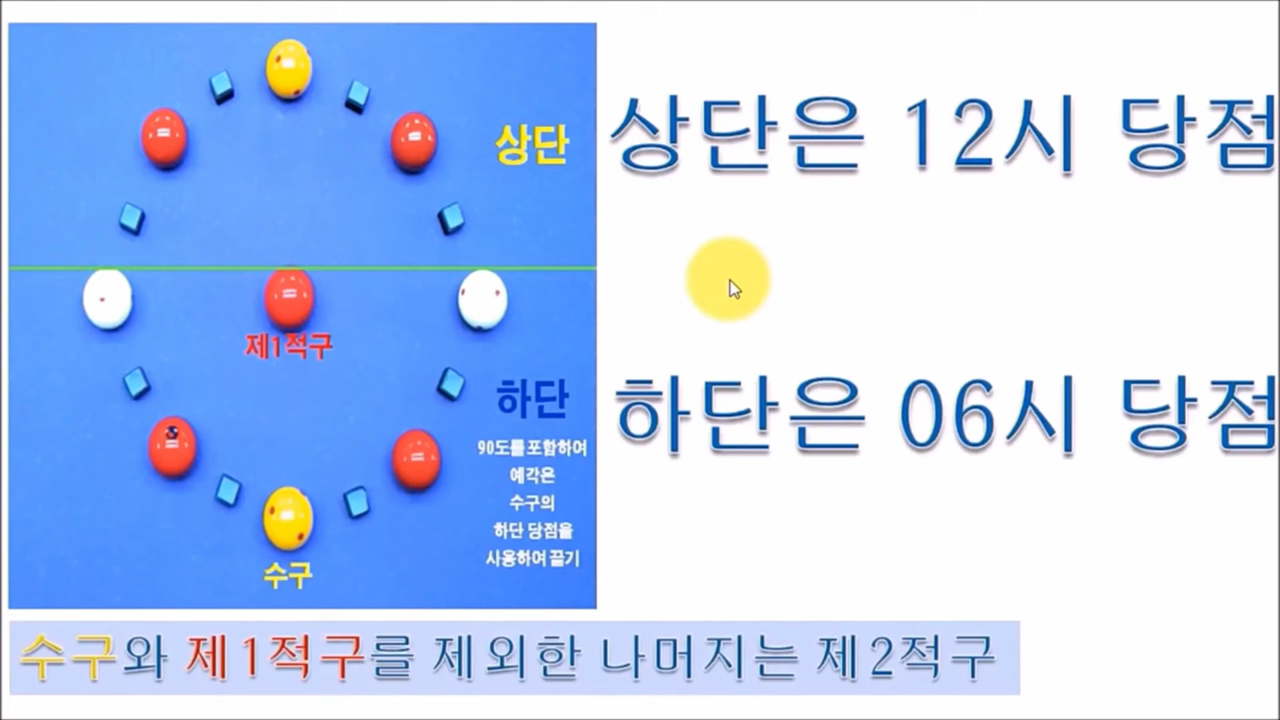 상단
상단은 12시 당점
제1적구
하단
하단은 06시 당점
90도를 포함하여
예각은
수구의
하단 당점을
사용하여 끌기
수구
수구와 제1적구를 제외한 나머지는 제2적구